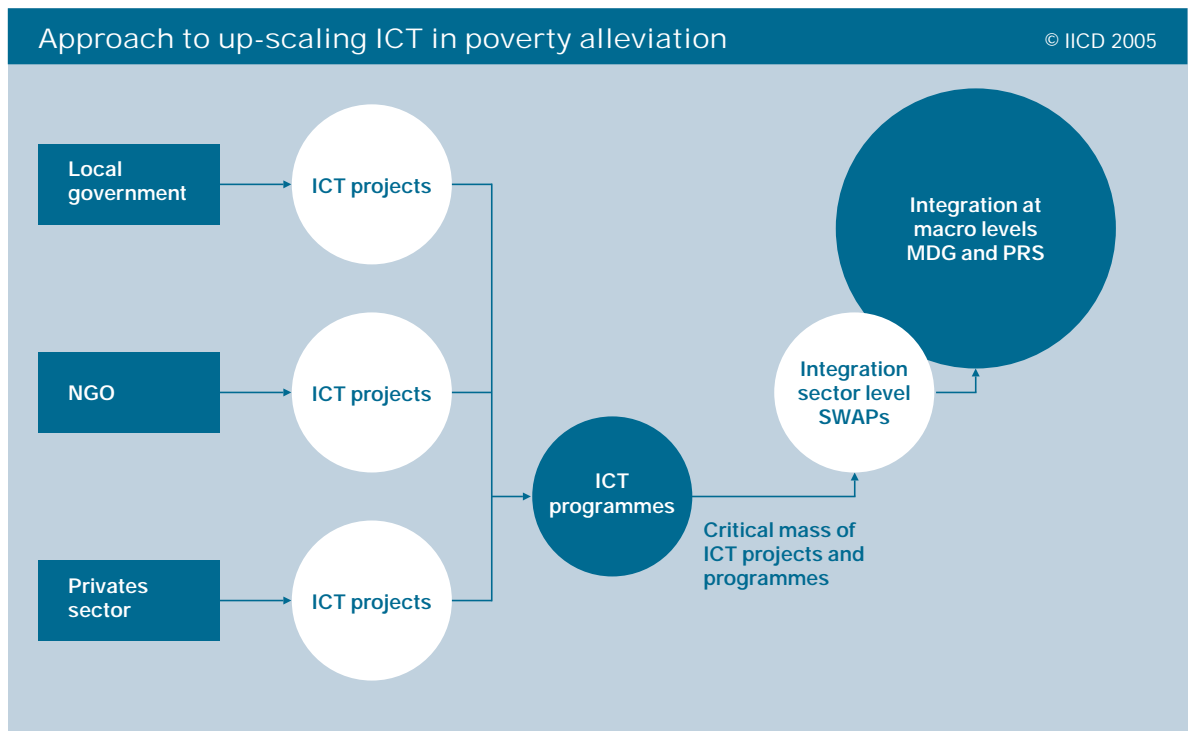 Approach to up-scaling ICT in poverty alleviation
© IICD 2005
Local
government
ICT projects
Integration at
macro levels
MDG and PRS
NGO
ICT projects
Integration
sector level
SWAPs
ICT
programmes
Critical mass of
ICT projects and
programmes
Privates
sector
ICT projects